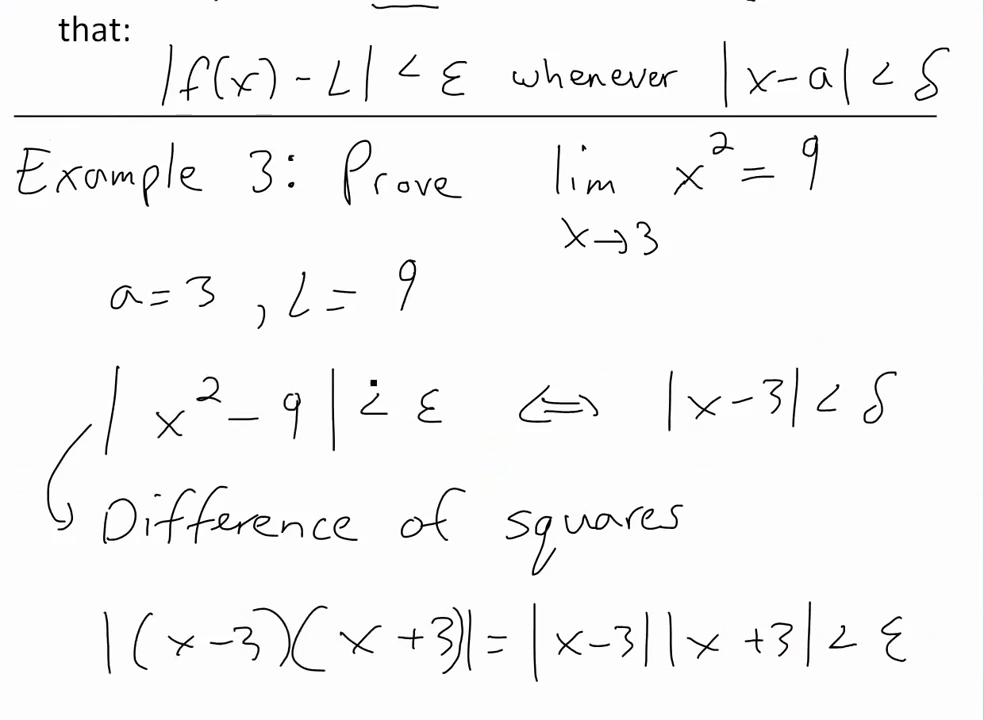 that:
|f(x) - L| < ε whenever |x-a| < δ
Example 3: Prove lim x² = 9
x→3
a=3, L= 9
|x² - 9| < ε ⇔ |x-3| < δ
Difference of squares
|(x-3)(x+3)| = |x-3||x+3| < ε